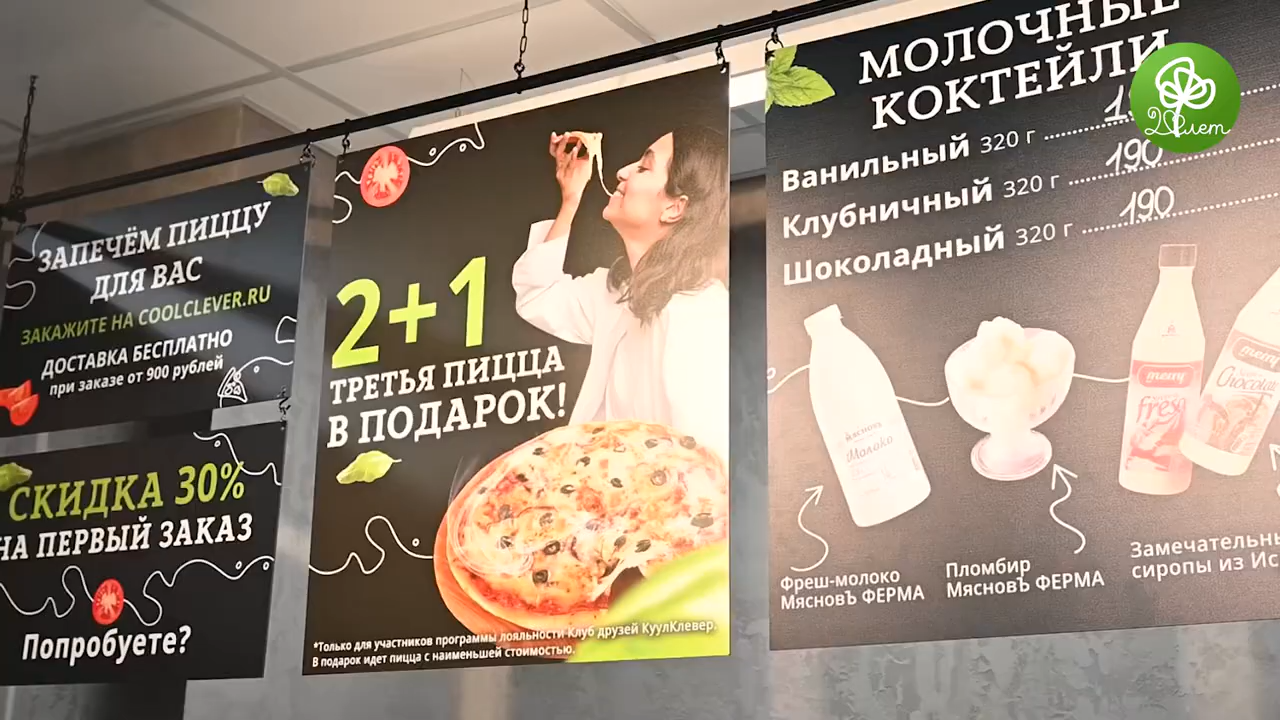 ЗАПЕЧЁМ ПИЦЦУ
ДЛЯ ВАС
ЗАКАЖИТЕ НА COOLCLEVER.RU
ДОСТАВКА БЕСПЛАТНО
при заказе от 900 рублей
СКИДКА 30%
НА ПЕРВЫЙ ЗАКАЗ
Попробуете?
2+1
ТРЕТЬЯ ПИЦЦА
В ПОДАРОК!
*Только для участников программы лояльности Клуб друзей КуулКлевер.
В подарок идет пицца с наименьшей стоимостью.
МОЛОЧНЫЕ
КОКТЕЙЛИ
Ванильный 320 г
Клубничный 320 г 190
Шоколадный 320 г 190
МЯСНОВЪ
Молоко
Фреш-молоко
МясновЪ ФЕРМА
Пломбир
МясновЪ ФЕРМА
сиропы из
20 лет